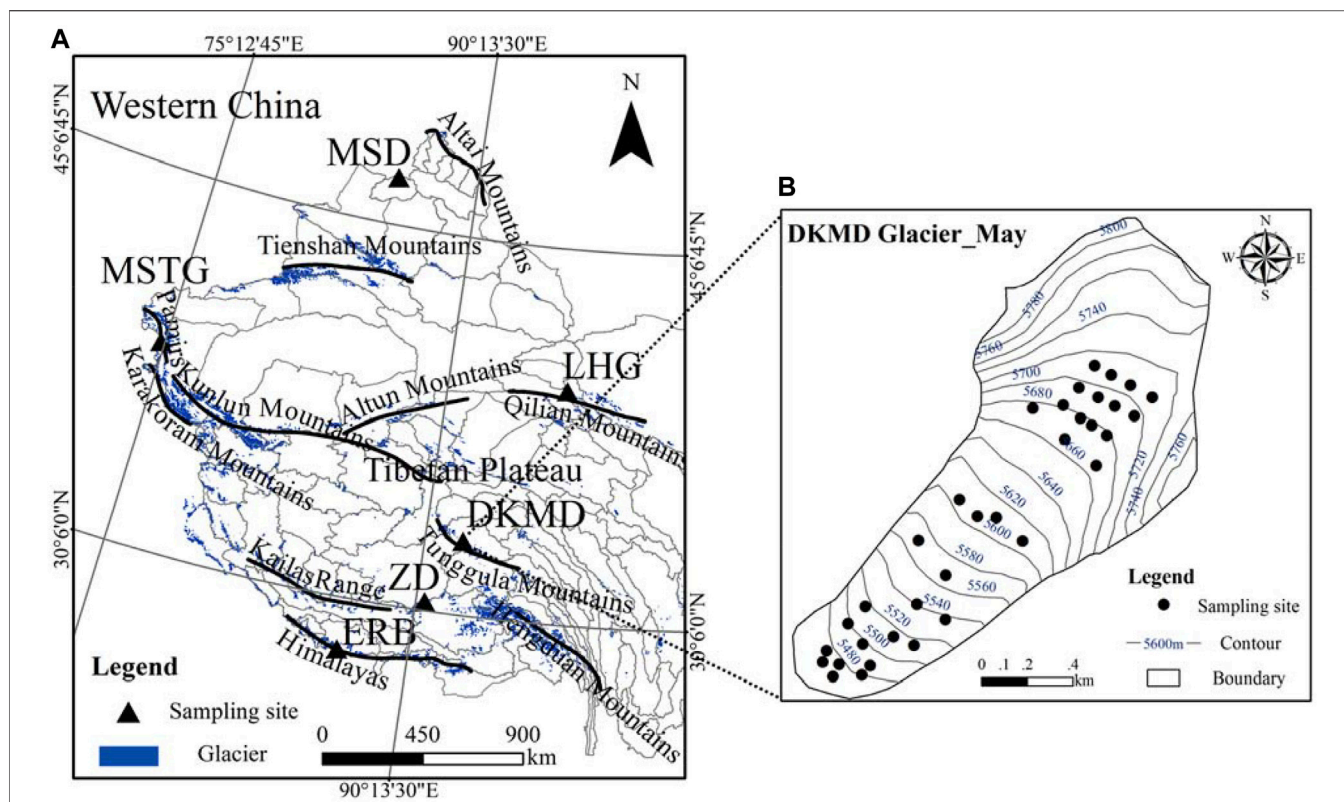 A
75°12'45"E
90°13'30"E
Western China
N
45°6'45"N
MSD
Altai Mountains
B
DKMD Glacier_May
N
W
E
S
5800
5780
5740
5760
5700
5680
5660
5720
5760
5740
5640
5620
5600
5580
5560
5540
5520
5500
5480
Tienshan Mountains
45°6'45"N
MSTG
Pamirs
Karakoram Mountains
Kunlun Mountains
Altun Mountains
LHG
Qilian Mountains
Tibetan Plateau
DKMD
Tunggula Mountains
30°6'0"N
KailasRange
ZD
ERB
Himalayas
Hengduan Mountains
30°6'0"N
Legend
Sampling site
Glacier
0 450 900
km
90°13'30"E
Legend
Sampling site
5600m Contour
Boundary
0 .1 .2 .4
km